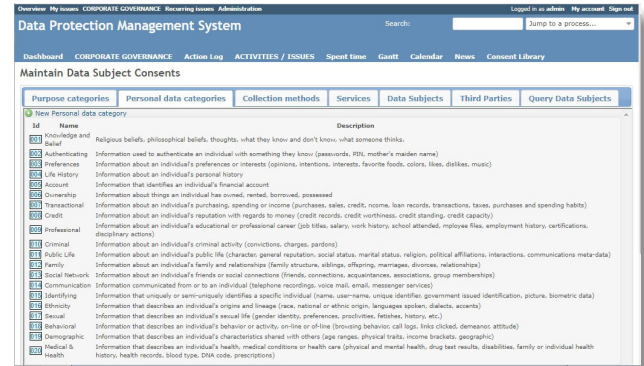 Overview My issues CORPORATE GOVERNANCE Recurring issues Administration Logged in as admin My account Sign out
Data Protection Management System Search: Jump to a process...
Dashboard CORPORATE GOVERNANCE Action Log ACTIVITIES / ISSUES Spent time Gantt Calendar News Consent Library
Maintain Data Subject Consents
Purpose categories Personal data categories Collection methods Services Data Subjects Third Parties Query Data Subjects
New Personal data category
Id Name Description
001 Knowledge and Belief Religious beliefs, philosophical beliefs, thoughts, what they know and don't know, what someone thinks.
002 Authenticating Information used to authenticate an individual with something they know (passwords, PIN, mother's maiden name)
003 Preferences Information about an individual's preferences or interests (opinions, intentions, interests, favorite foods, colors, likes, dislikes, music)
004 Life History Information about an individual's personal history
005 Account Information that identifies an individual's financial account
006 Ownership Information about things an individual has owned, rented, borrowed, possessed
007 Transactional Information about an individual's purchasing, spending or income (purchases, sales, credit, income, loan records, transactions, taxes, purchases and spending habits)
008 Credit Information about an individual's reputation with regards to money (credit records, credit worthiness, credit standing, credit capacity)
009 Professional Information about an individual's educational or professional career (job titles, salary, work history, school attended, employee files, employment history, certifications,
disciplinary actions)
010 Criminal Information about an individual's criminal activity (convictions, charges, pardons)
011 Public Life Information about an individual's public life (character, general reputation, social status, marital status, religion, political affiliations, interactions, communications meta-data)
012 Family Information about an individual's family and relationships (family structure, siblings, offspring, marriages, divorces, relationships)
013 Social Network Information about an individual's friends or social connections (friends, connections, acquaintances, associations, group memberships)
014 Communication Information communicated from or to an individual (telephone recordings, voice mail, email, messenger services)
015 Identifying Information that uniquely or semi-uniquely identifies a specific individual (name, user-name, unique identifier, government issued identification, picture, biometric data)
016 Ethnicity Information that describes an individual's origins and lineage (race, national or ethnic origin, languages spoken, dialects, accents)
017 Sexual Information that describes an individual's sexual life (gender identity, preferences, proclivities, fetishes, history, etc.)
018 Behavioral Information that describes an individual's behavior or activity, on-line or of-line (browsing behavior, call logs, links clicked, demeanor, attitude)
019 Demographic Information that describes an individual's characteristics shared with others (age ranges, physical traits, income brackets, geographic)
020 Medical & Health Information that describes an individual's health, medical conditions or health care (physical and mental health, drug test results, disabilities, family or individual health
history, health records, blood type, DNA code, prescriptions)